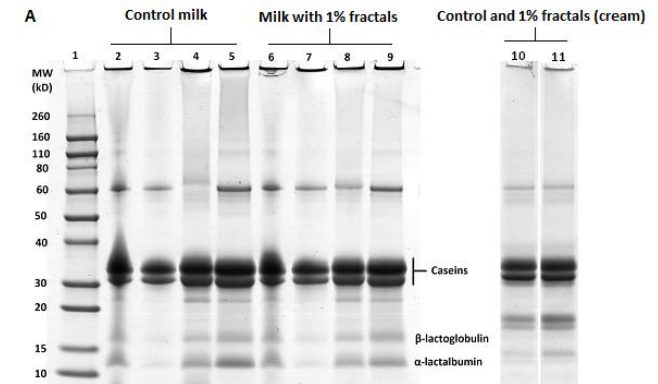 A
Control milk
Milk with 1% fractals
Control and 1% fractals (cream)
1 2 3 4 5 6 7 8 9 10 11
MW
(kD)
260
160
110
80
60
50
40
30
20
15
10
Caseins
β-lactoglobulin
α-lactalbumin